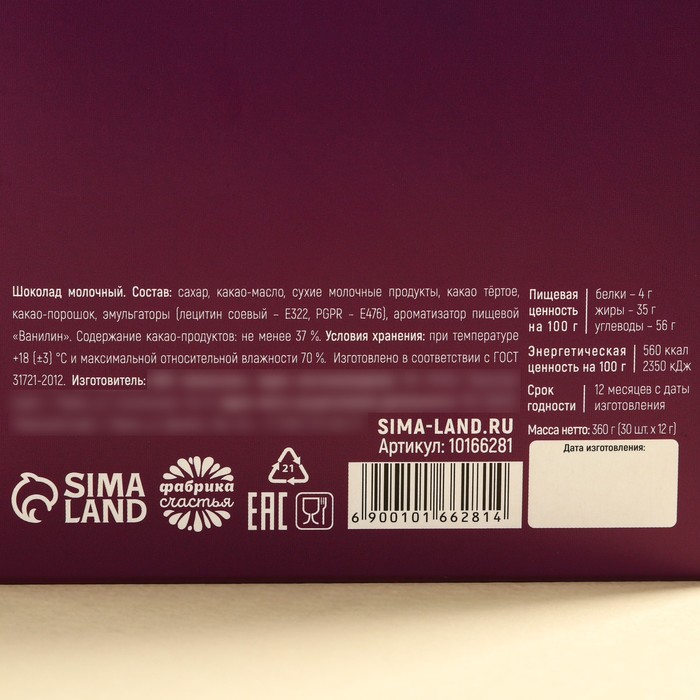 Шоколад молочный. Состав: сахар, какао-масло, сухие молочные продукты, какао тёртое,
какао-порошок, эмульгаторы (лецитин соевый – Е322, PGPR – Е476), ароматизатор пищевой
«Ванилин». Содержание какао-продуктов: не менее 37 %. Условия хранения: при температуре
+18 (±3) °С и максимальной относительной влажности 70 %. Изготовлено в соответствии с ГОСТ
31721-2012. Изготовитель:
Пищевая ценность на 100 г
белки – 4 г
жиры – 35 г
углеводы – 56 г
Энергетическая ценность на 100 г
560 ккал
2350 кДж
Срок годности
12 месяцев с даты
изготовления
Масса нетто: 360 г (30 шт. х 12 г)
Дата изготовления:
SIMA-LAND.RU
Артикул: 10166281
SIMA
LAND
фабрика
счастья
21
ЕАС
6 900101 662814